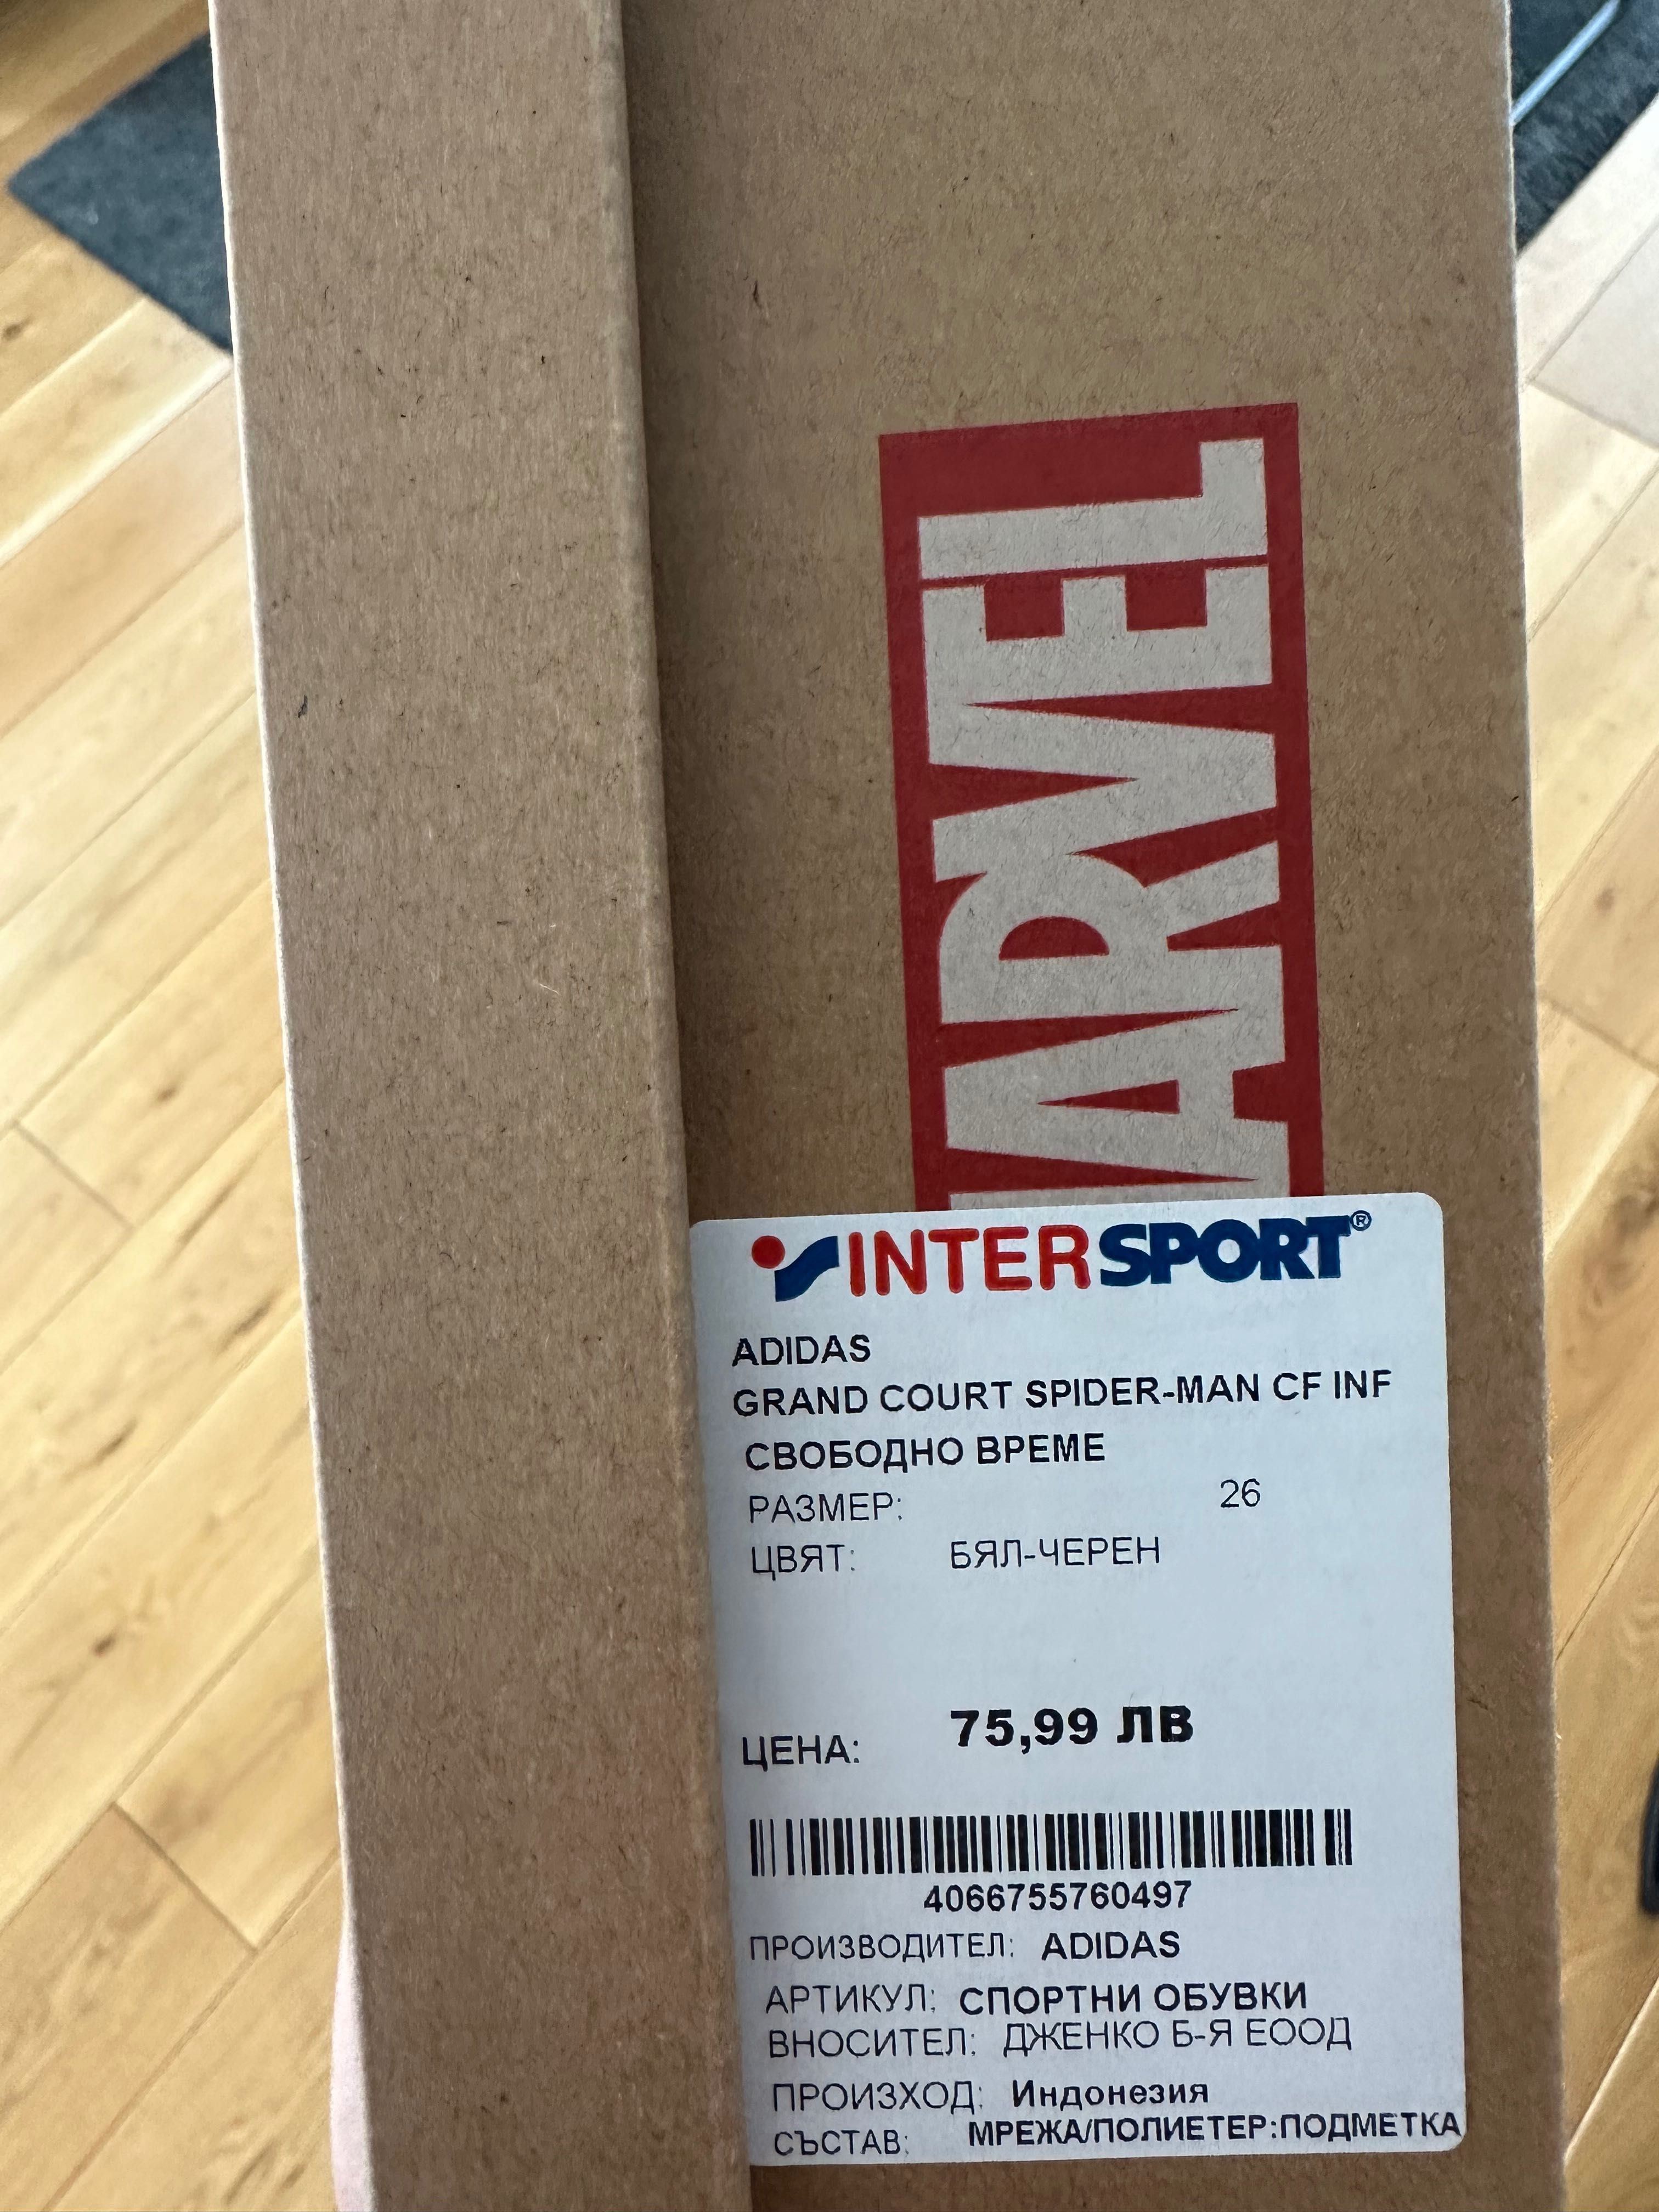 MARVEL
INTERSPORT®
ADIDAS
GRAND COURT SPIDER-MAN CF INF
СВОБОДНО ВРЕМЕ
РАЗМЕР: 26
ЦВЯТ: БЯЛ-ЧЕРЕН
ЦЕНА: 75,99 ЛВ
4066755760497
ПРОИЗВОДИТЕЛ: ADIDAS
АРТИКУЛ: СПОРТНИ ОБУВКИ
ВНОСИТЕЛ: ДЖЕНКО Б-Я ЕООД
ПРОИЗХОД: Индонезия
СЪСТАВ: МРЕЖА/ПОЛИЕТЕР:ПОДМЕТКА